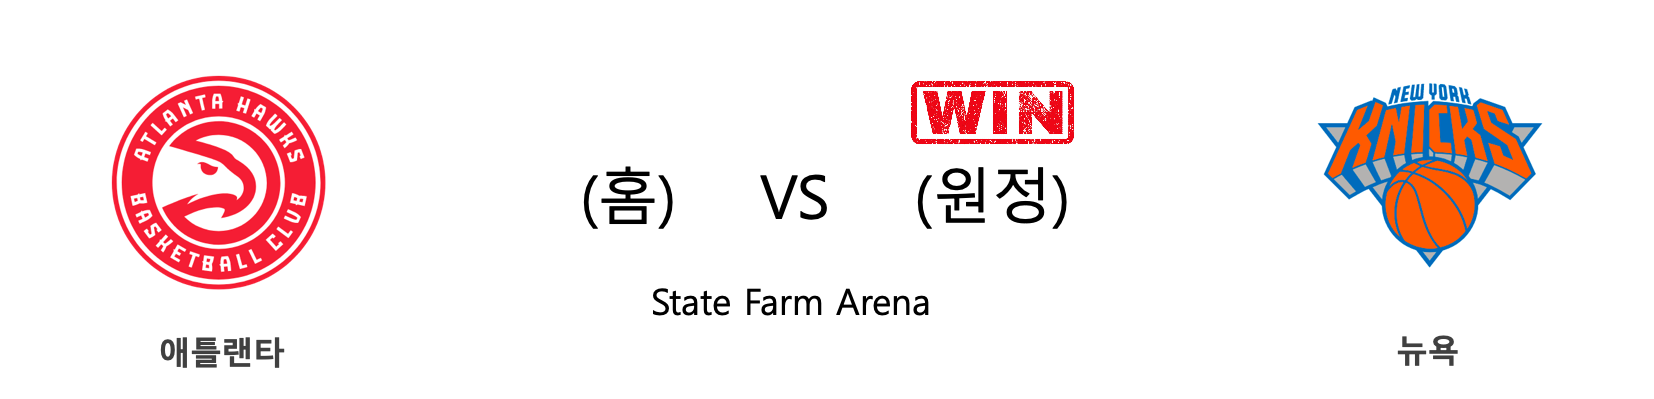 ATLANTA HAWKS
BASKETBALL CLUB
애틀랜타
WIN
(홈) VS (원정)
State Farm Arena
NEW YORK
KNICKS
뉴욕